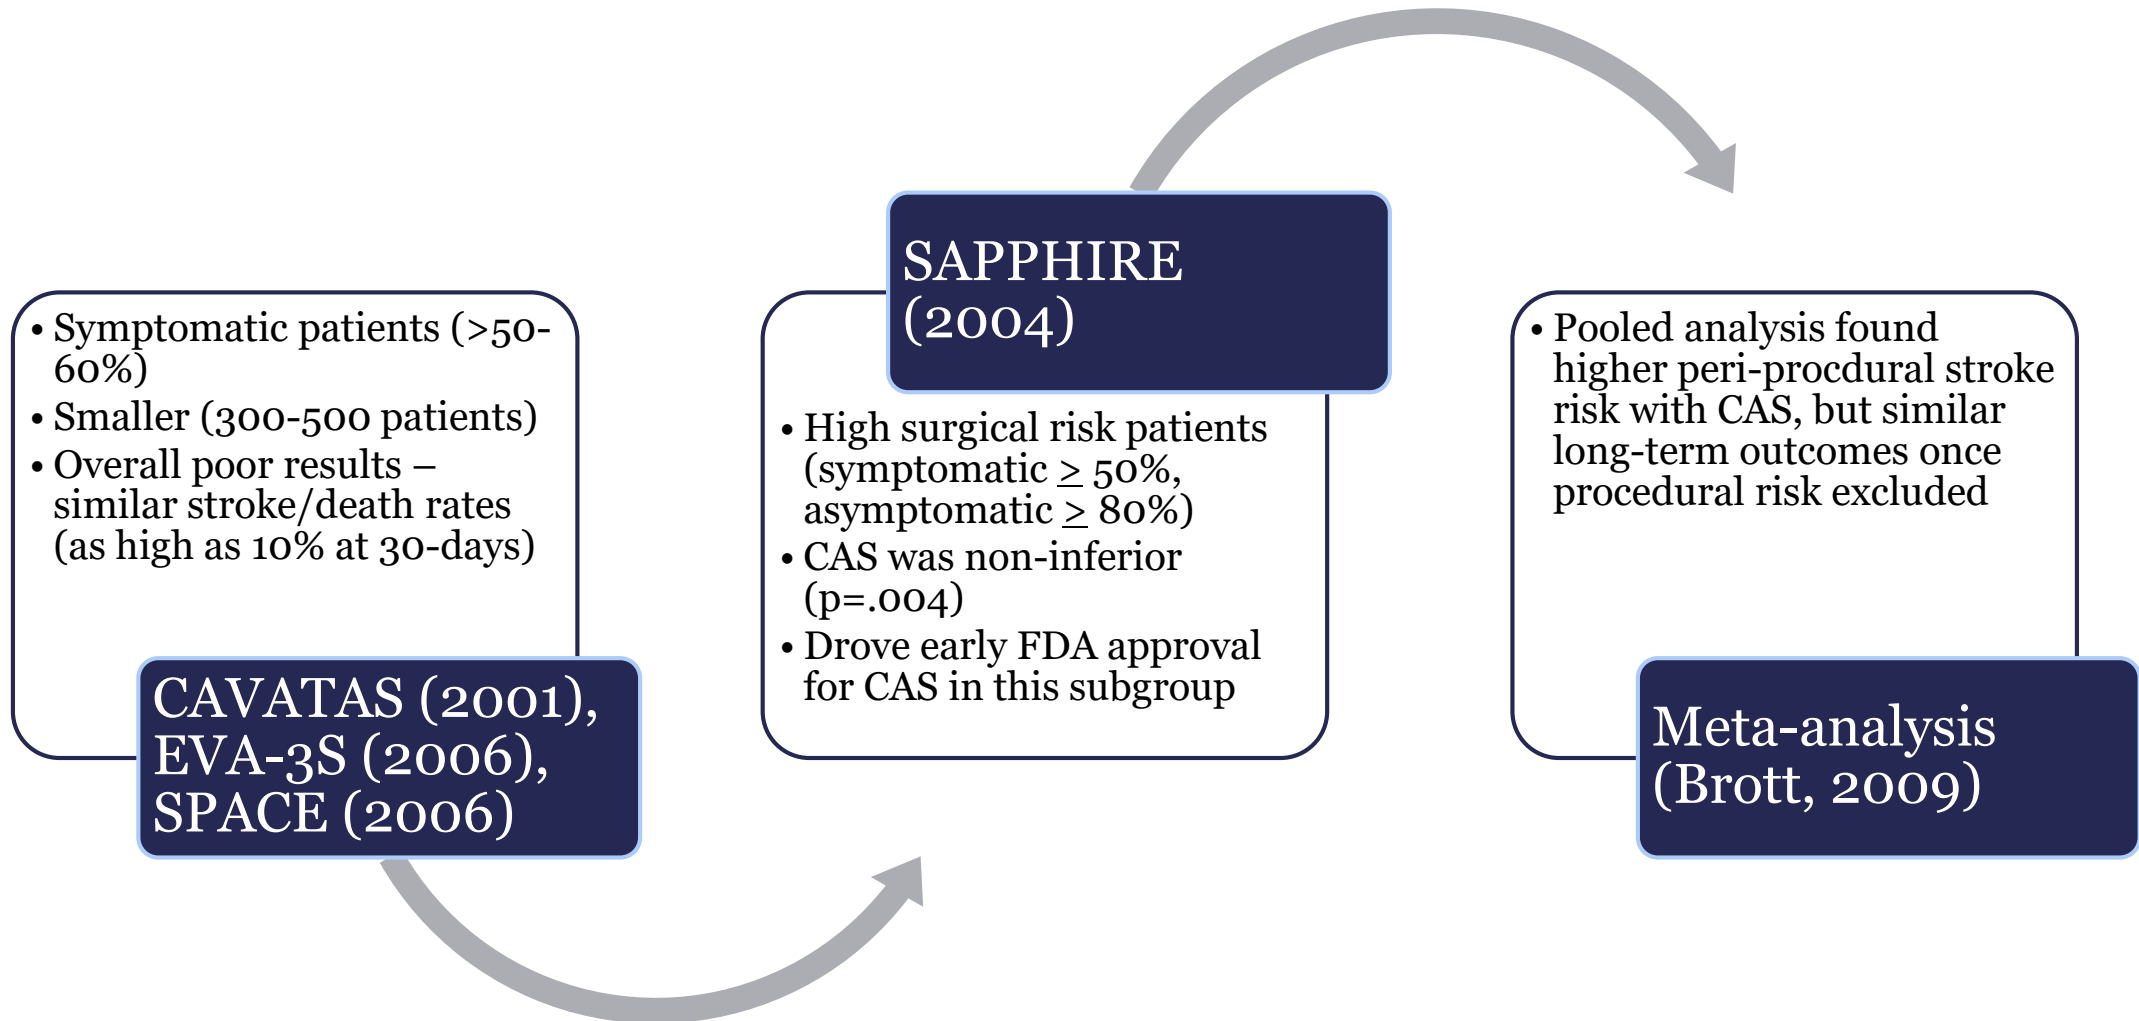 • Symptomatic patients (>50-
60%)
• Smaller (300-500 patients)
• Overall poor results –
similar stroke/death rates
(as high as 10% at 30-days)
CAVATAS (2001),
EVA-3S (2006),
SPACE (2006)
SAPPHIRE
(2004)
• High surgical risk patients
(symptomatic ≥ 50%,
asymptomatic ≥ 80%)
• CAS was non-inferior
(p=.004)
• Drove early FDA approval
for CAS in this subgroup
• Pooled analysis found
higher peri-procdural stroke
risk with CAS, but similar
long-term outcomes once
procedural risk excluded
Meta-analysis
(Brott, 2009)